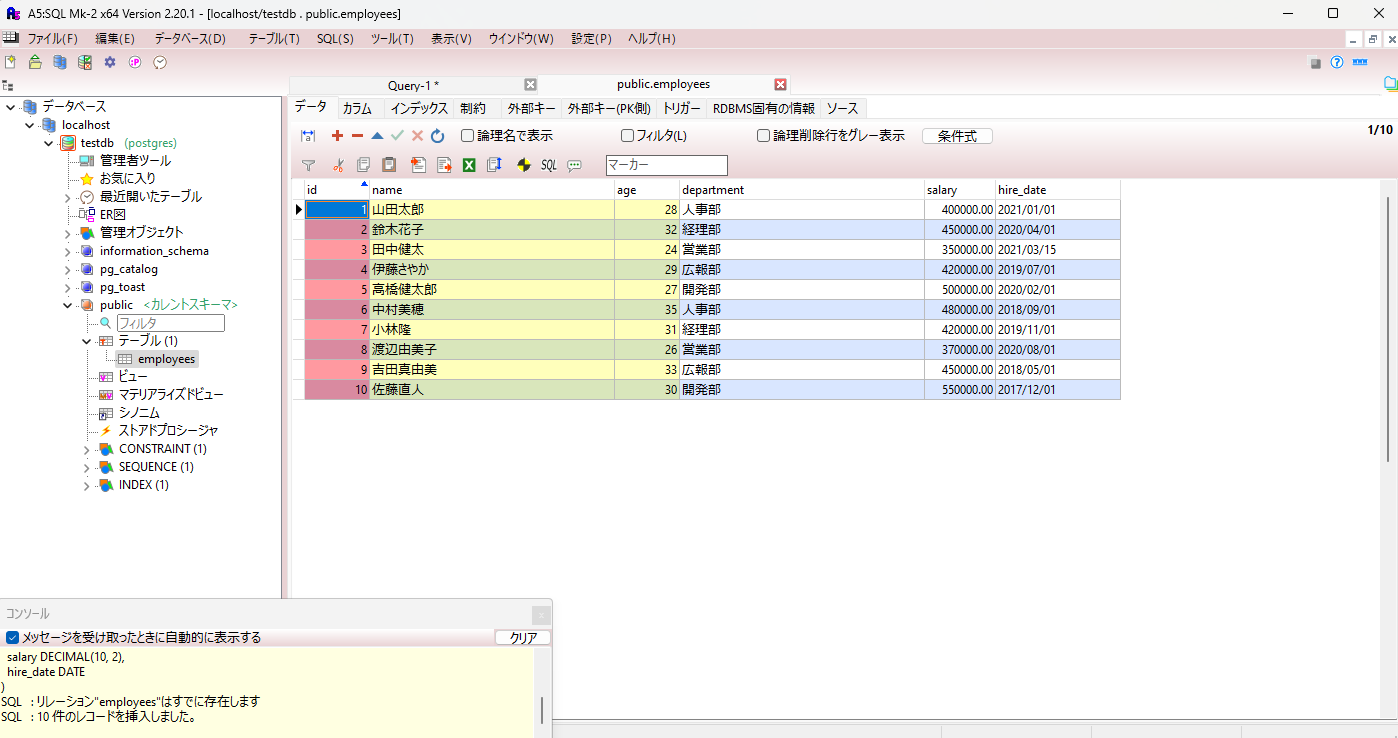 A5:SQL Mk-2 x64 Version 2.20.1 - [localhost/testdb . public.employees]
ファイル(F) 編集(E) データベース(D) テーブル(T) SQL(S) ツール(T) 表示(V) ウインドウ(W) 設定(P) ヘルプ(H)
Query-1 * public.employees
データベース
localhost
testdb (postgres)
管理者ツール
お気に入り
最近開いたテーブル
ER図
管理オブジェクト
information_schema
pg_catalog
pg_toast
public <カレントスキーマ>
フィルタ
テーブル (1)
employees
ビュー
マテリアライズドビュー
シノニム
ストアドプロシージャ
CONSTRAINT (1)
SEQUENCE (1)
INDEX (1)
データ カラム インデックス 制約 外部キー 外部キー(PK側) トリガー RDBMS固有の情報 ソース
論理名で表示 フィルタ(L) 論理削除行をグレー表示 条件式 1/10
SQL マーカー
id name age department salary hire_date
1 山田太郎 28 人事部 400000.00 2021/01/01
2 鈴木花子 32 経理部 450000.00 2020/04/01
3 田中健太 24 営業部 350000.00 2021/03/15
4 伊藤さやか 29 広報部 420000.00 2019/07/01
5 高橋健太郎 27 開発部 500000.00 2020/02/01
6 中村美穂 35 人事部 480000.00 2018/09/01
7 小林隆 31 経理部 420000.00 2019/11/01
8 渡辺由美子 26 営業部 370000.00 2020/08/01
9 吉田真由美 33 広報部 450000.00 2018/05/01
10 佐藤直人 30 開発部 550000.00 2017/12/01
コンソール
メッセージを受け取ったときに自動的に表示する クリア
salary DECIMAL(10, 2),
hire_date DATE
)
SQL : リレーション"employees"はすでに存在します
SQL : 10 件のレコードを挿入しました。